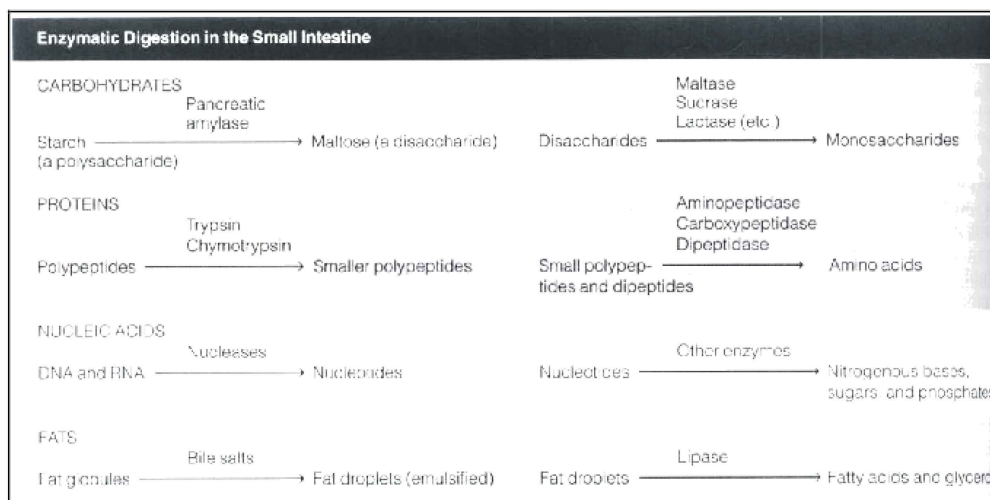 Enzymatic Digestion in the Small Intestine
CARBOHYDRATES
Pancreatic
amylase
Starch
(a polysaccharide)
Maltose (a disaccharide)
Maltase
Sucrase
Lactase (etc.)
Disaccharides
Monosaccharides
PROTEINS
Trypsin
Chymotrypsin
Polypeptides
Smaller polypeptides
Aminopeptidase
Carboxypeptidase
Dipeptidase
Small polypep-
tides and dipeptides
Amino acids
NUCLEIC ACIDS
Nucleases
DNA and RNA
Nucleotides
Other enzymes
Nucleotides
Nitrogenous bases,
sugars, and phosphates
FATS
Bile salts
Fat globules
Fat droplets (emulsified)
Lipase
Fat droplets
Fatty acids and